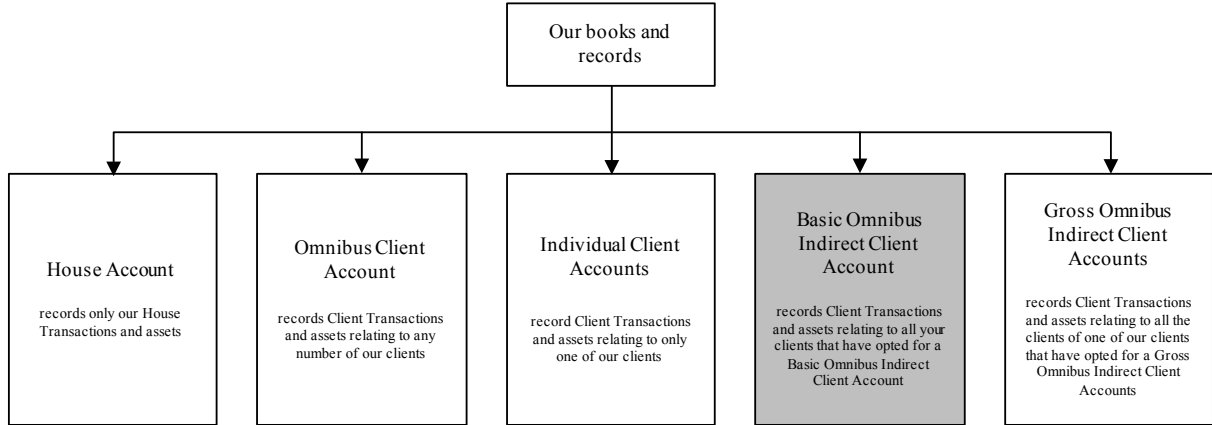 Our books and
records
House Account
records only our House
Transactions and assets
Omnibus Client
Account
records Client Transactions
and assets relating to any
number of our clients
Individual Client
Accounts
record Client Transactions
and assets relating to only
one of our clients
Basic Omnibus
Indirect Client
Account
records Client Transactions
and assets relating to all your
clients that have opted for a
Basic Omnibus Indirect
Client Account
Gross Omnibus
Indirect Client
Accounts
records Client Transactions
and assets relating to all the
clients of one of our clients
that have opted for a Gross
Omnibus Indirect Client
Accounts